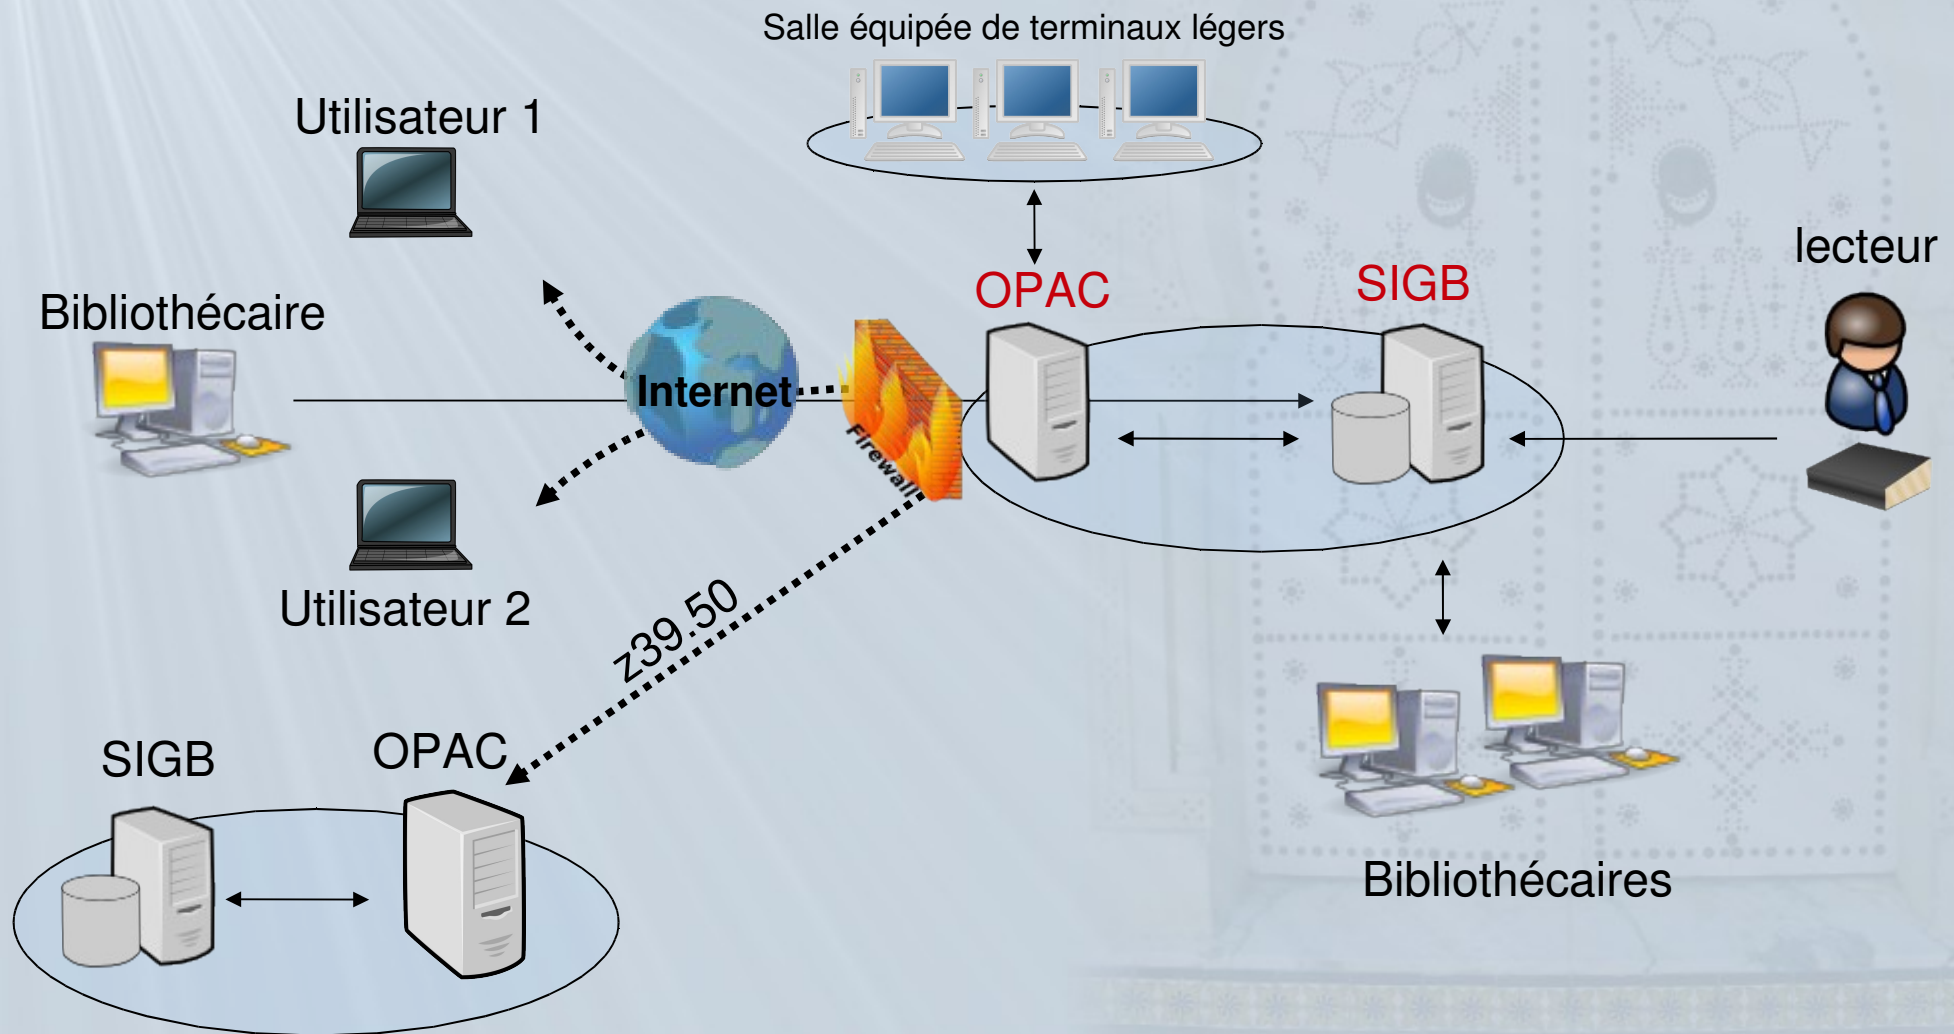 Salle équipée de terminaux légers
Utilisateur 1
lecteur
OPAC
SIGB
Bibliothécaire
Internet
Firewall
Utilisateur 2
z39.50
SIGB
OPAC
Bibliothécaires